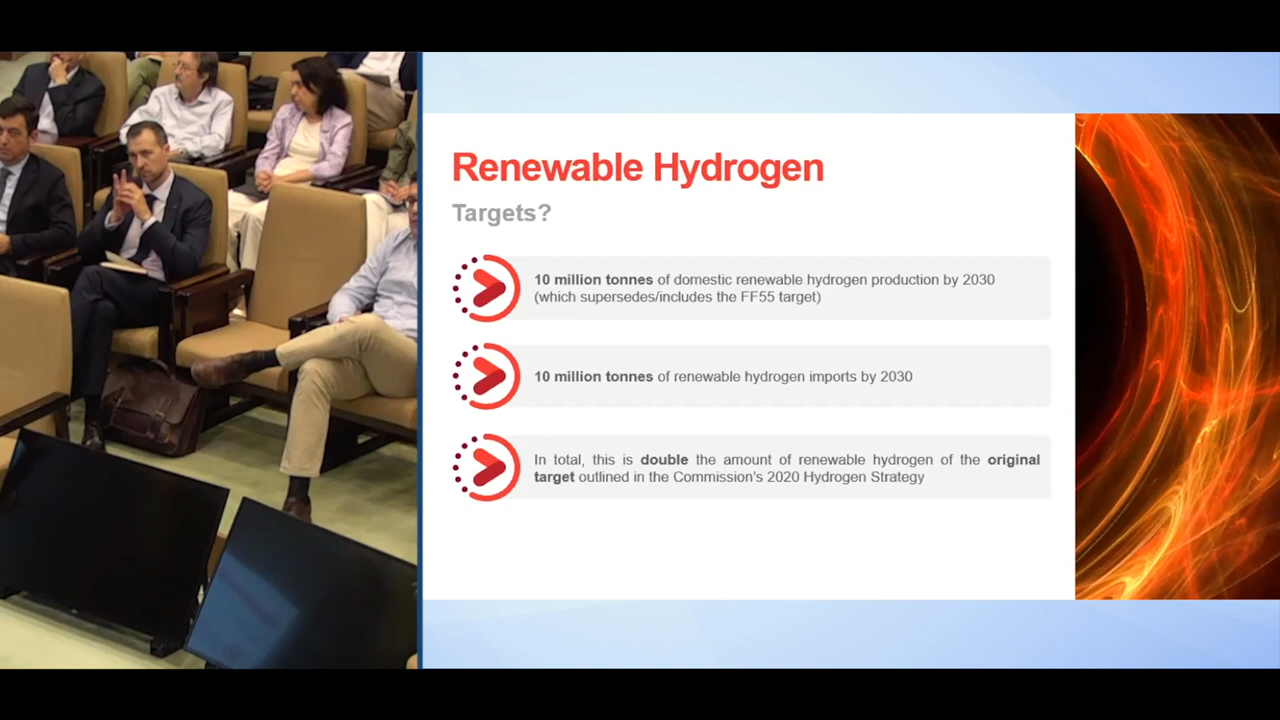 Renewable Hydrogen
Targets?
10 million tonnes of domestic renewable hydrogen production by 2030
(which supersedes/includes the FF55 target)
10 million tonnes of renewable hydrogen imports by 2030
In total, this is double the amount of renewable hydrogen of the original
target outlined in the Commission's 2020 Hydrogen Strategy